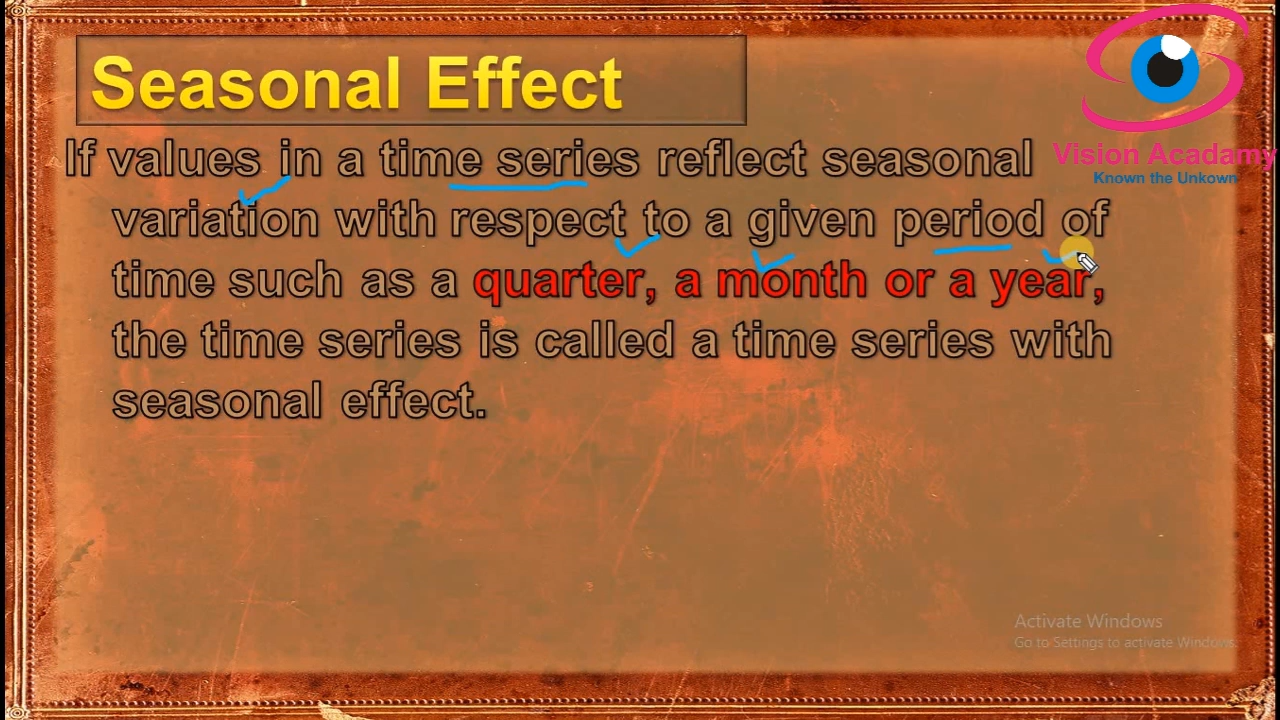 Seasonal Effect
Vision Acadamy
Known the Unkown
If values in a time series reflect seasonal
variation with respect to a given period of
time such as a quarter, a month or a year,
the time series is called a time series with
seasonal effect.
Activate Windows
Go to Settings to activate Windows.